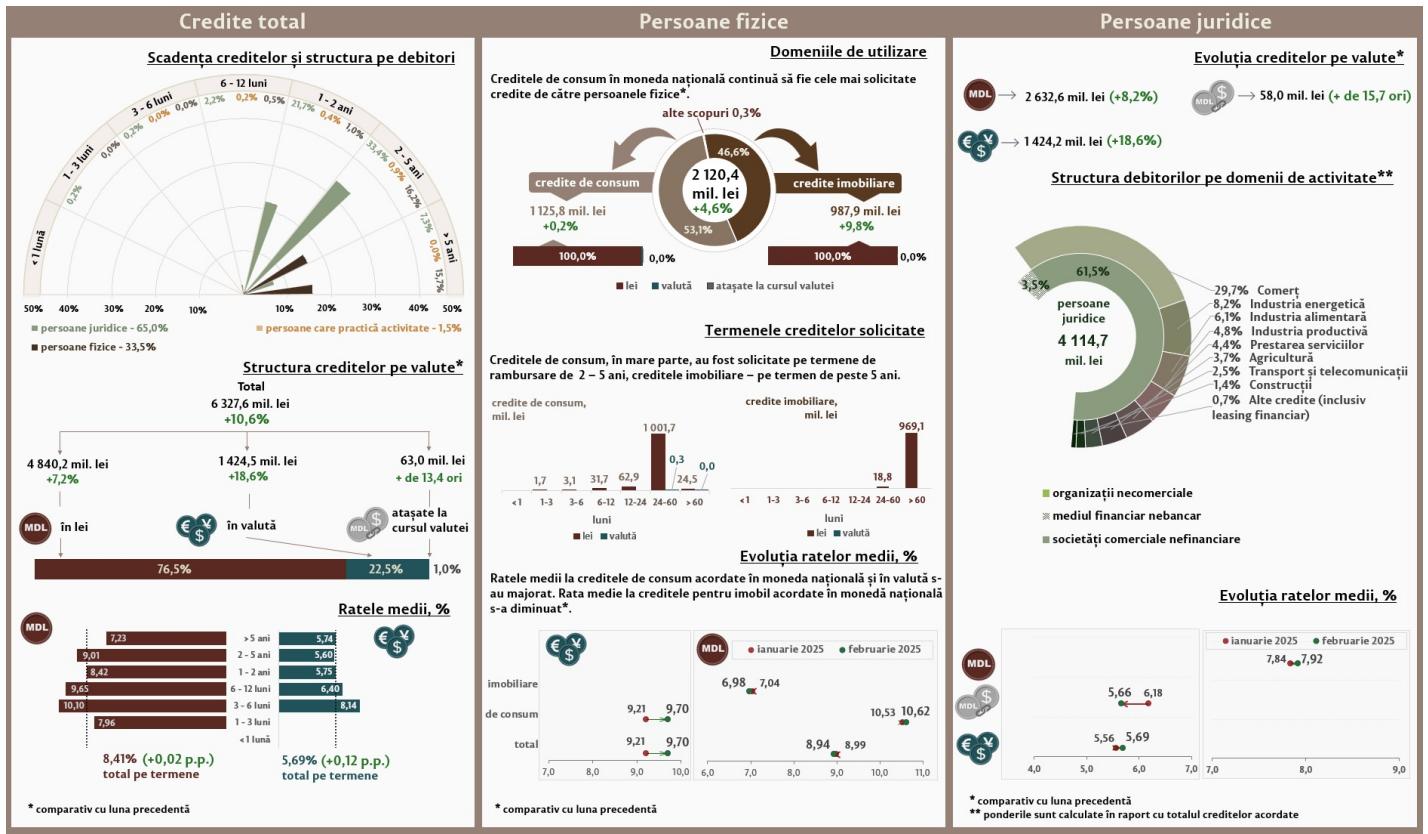 Credite total
Scadența creditelor și structura pe debitori
< 1 lună
1 - 3 luni
3 - 6 luni
6 - 12 luni
1 - 2 ani
2 - 5 ani
> 5 ani
0,2%
0,0%
0,2%
0,0%
0,0%
2,2%
0,2%
0,5%
21,7%
0,4%
1,0%
33,4%
0,9%
16,2%
7,3%
0,0%
15,7%
50% 40% 30% 20% 10% 10% 20% 30% 40% 50%
persoane juridice - 65,0%
persoane care practică activitate - 1,5%
persoane fizice - 33,5%
Structura creditelor pe valute*
Total
6 327,6 mil. lei
+10,6%
4 840,2 mil. lei
+7,2%
1 424,5 mil. lei
+18,6%
63,0 mil. lei
+ de 13,4 ori
MDL
în lei
€ ¥ $
în valută
MDL $
atașate la
cursul valutei
76,5% 22,5% 1,0%
Ratele medii, %
MDL
€ ¥ $
7,23 > 5 ani 5,74
9,01 2 - 5 ani 5,60
8,42 1 - 2 ani 5,75
9,65 6 - 12 luni 6,40
10,10 3 - 6 luni 8,14
7,96 1 - 3 luni
<1 lună
8,41% (+0,02 p.p.)
total pe termene
5,69% (+0,12 p.p.)
total pe termene
* comparativ cu luna precedentă
Persoane fizice
Domeniile de utilizare
Creditele de consum în moneda națională continuă să fie cele mai solicitate
credite de către persoanele fizice*.
alte scopuri 0,3%
46,6%
2 120,4
mil. lei
+4,6%
53,1%
credite de consum
1 125,8 mil. lei
+0,2%
100,0% 0,0%
credite imobiliare
987,9 mil. lei
+9,8%
100,0% 0,0%
lei valută atașate la cursul valutei
Termenele creditelor solicitate
Creditele de consum, în mare parte, au fost solicitate pe termene de
rambursare de 2 – 5 ani, creditele imobiliare – pe termen de peste 5 ani.
credite de consum,
mil. lei
1,7 3,1 31,7 62,9 1 001,7 0,3 24,5 0,0
<1 1-3 3-6 6-12 12-24 24-60 > 60
luni
lei valută
credite imobiliare,
mil. lei
18,8 969,1
<1 1-3 3-6 6-12 12-24 24-60 > 60
luni
lei valută
Evoluția ratelor medii, %
Ratele medii la creditele de consum acordate în moneda națională și în valută s-
au majorat. Rata medie la creditele pentru imobil acordate în monedă națională
s-a diminuat*.
€ ¥ $
MDL
ianuarie 2025 februarie 2025
imobiliare 6,98 7,04
de consum 9,21 9,70 10,53 10,62
total 9,21 9,70 8,94 8,99
7,0 8,0 9,0 10,0
6,0 7,0 8,0 9,0 10,0 11,0
* comparativ cu luna precedentă
Persoane juridice
Evoluția creditelor pe valute*
MDL 2 632,6 mil. lei (+8,2%)
MDL $ 58,0 mil. lei (+ de 15,7 ori)
€ ¥ $ 1 424,2 mil. lei (+18,6%)
Structura debitorilor pe domenii de activitate**
61,5%
3,5%
persoane
juridice
4 114,7
mil. lei
29,7% Comerț
8,2% Industria energetică
6,1% Industria alimentară
4,8% Industria productivă
4,4% Prestarea serviciilor
3,7% Agricultură
2,5% Transport și telecomunicații
1,4% Construcții
0,7% Alte credite (inclusiv
leasing financiar)
organizații necomerciale
mediul financiar nebancar
societăți comerciale nefinanciare
Evoluția ratelor medii, %
ianuarie 2025 februarie 2025
MDL 7,84 7,92
MDL $ 5,66 6,18
€ ¥ $ 5,56 5,69
4,0 5,0 6,0 7,0
7,0 8,0 9,0
* comparativ cu luna precedentă
** ponderile sunt calculate în raport cu totalul creditelor acordate